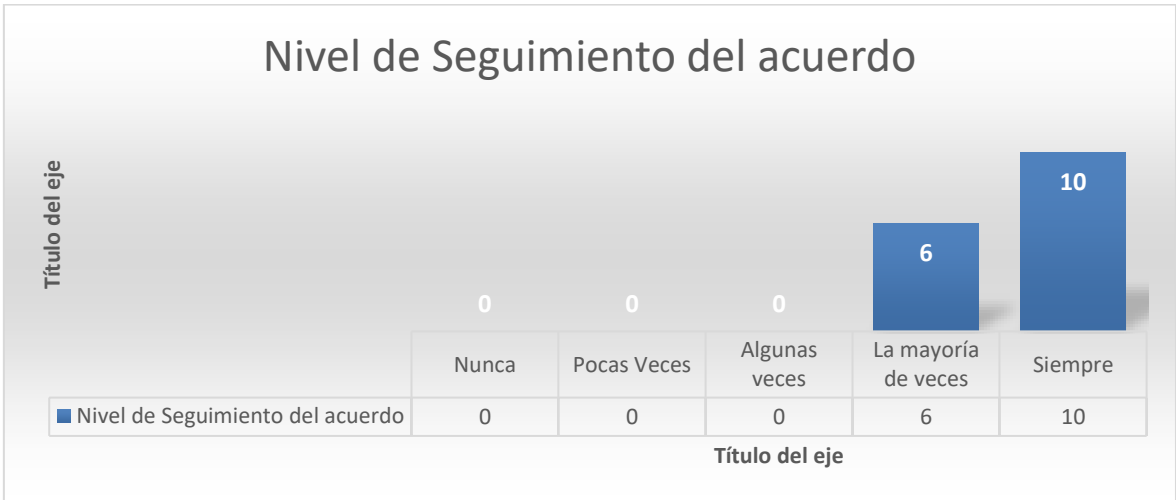 Nivel de Seguimiento del acuerdo
Título del eje
10
6
0 0 0
Nunca Pocas Veces Algunas veces La mayoría de veces Siempre
Nivel de Seguimiento del acuerdo 0 0 0 6 10
Título del eje